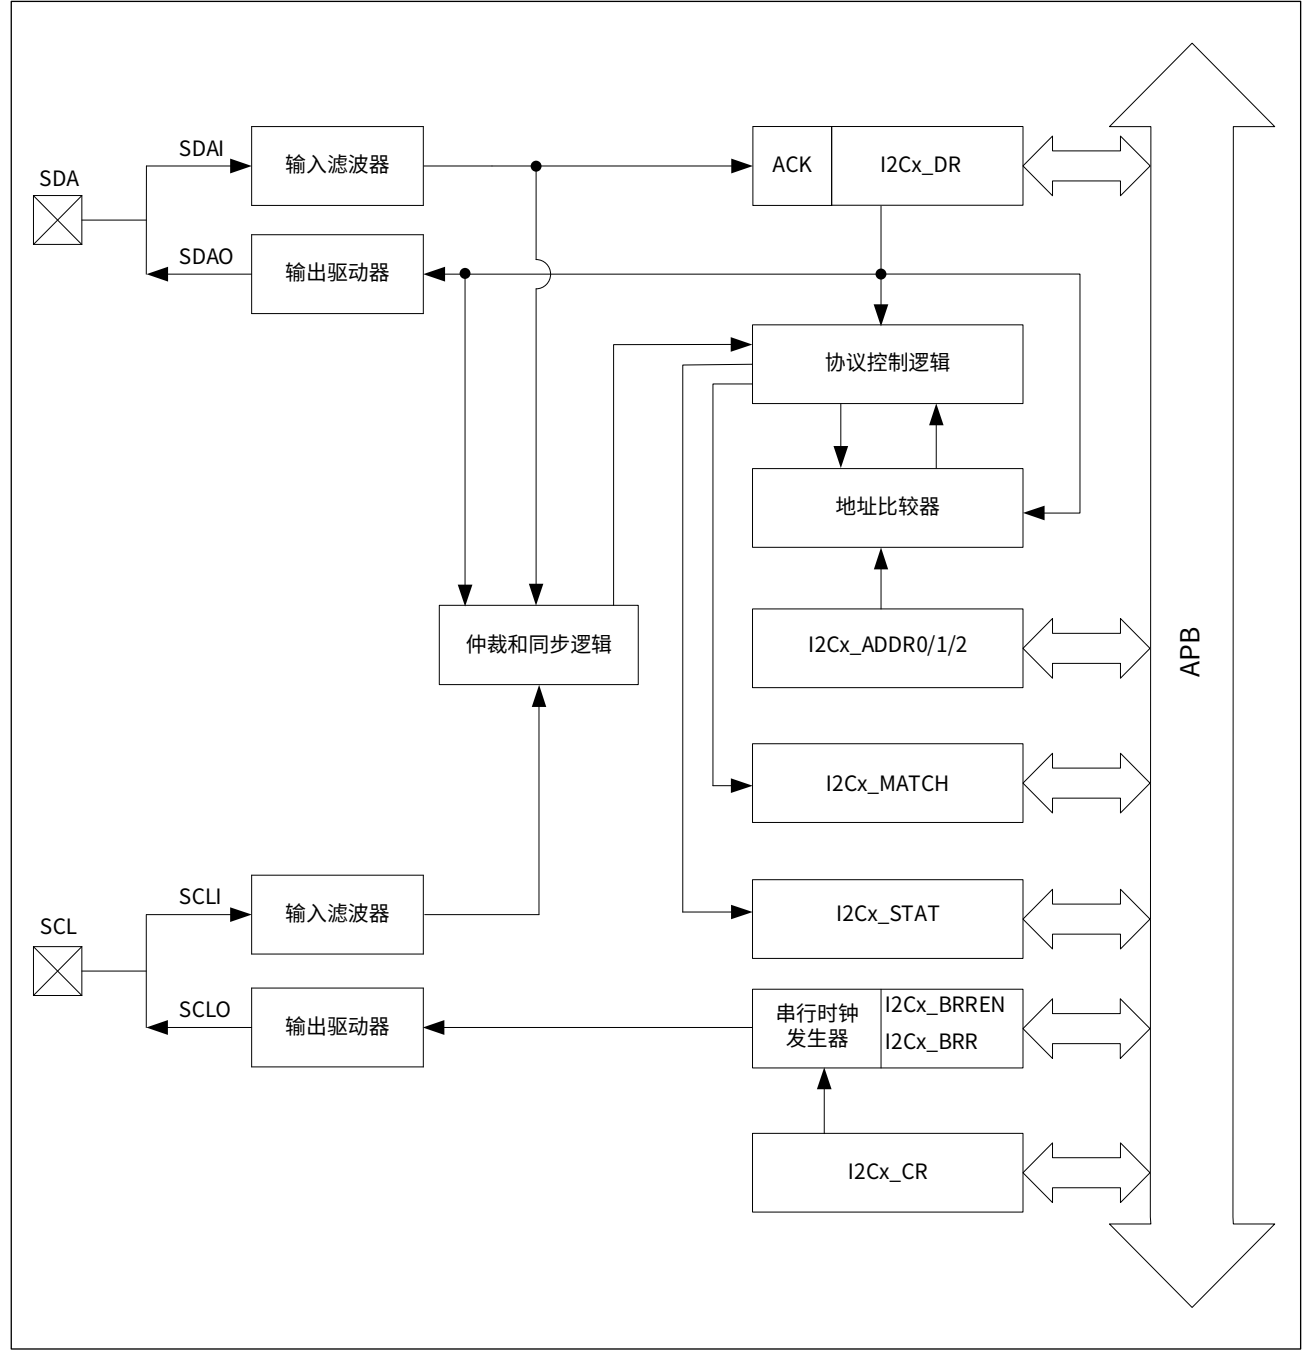 SDA
SDAI
输入滤波器
ACK
I2Cx_DR
SDAO
输出驱动器
协议控制逻辑
地址比较器
仲裁和同步逻辑
I2Cx_ADDR0/1/2
APB
I2Cx_MATCH
SCL
SCLI
输入滤波器
I2Cx_STAT
SCLO
输出驱动器
串行时钟
发生器
I2Cx_BRREN
I2Cx_BRR
I2Cx_CR